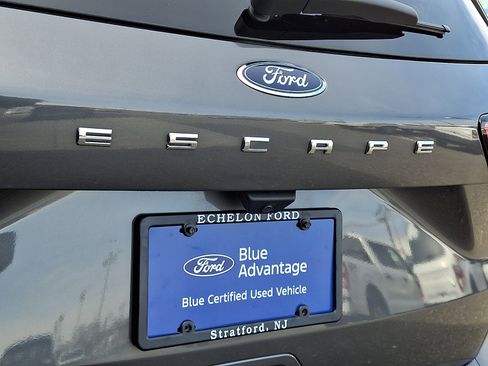 Ford
ESCAPE
ECHELON FORD
Ford Blue
Advantage
Blue Certified Used Vehicle
Stratford, NJ